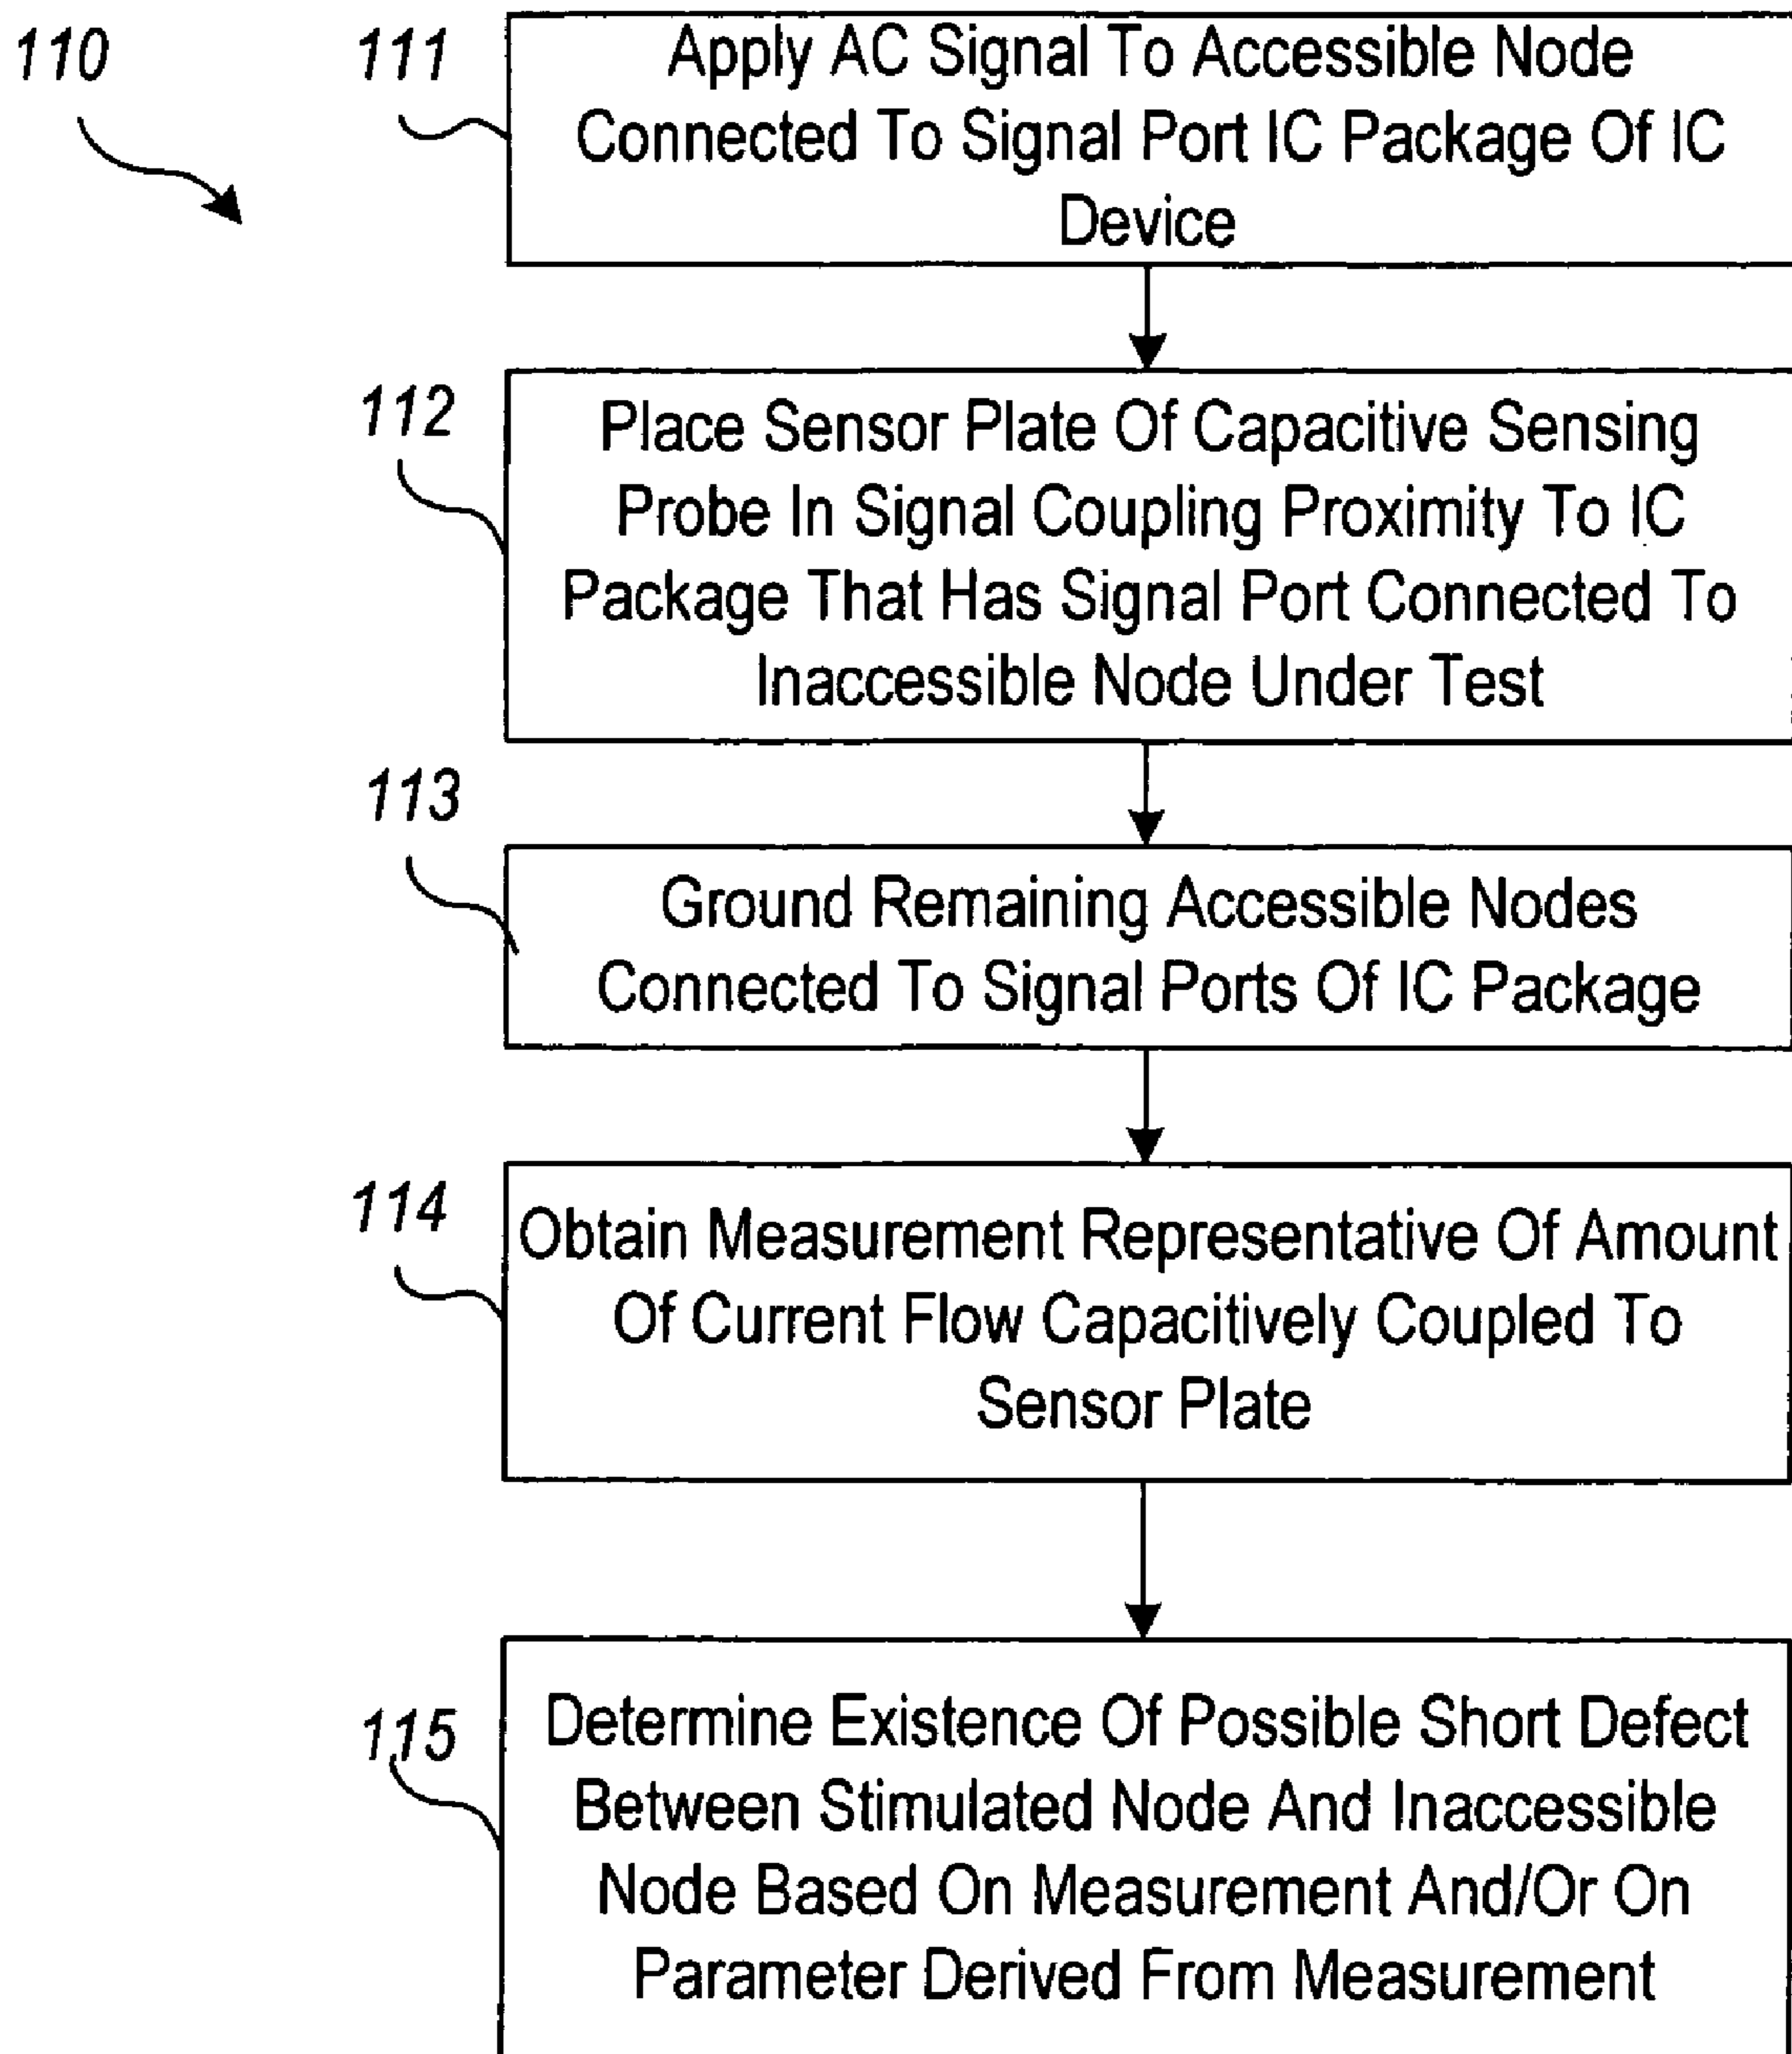 110
111
Apply AC Signal To Accessible Node
Connected To Signal Port IC Package Of IC
Device
112
Place Sensor Plate Of Capacitive Sensing
Probe In Signal Coupling Proximity To IC
Package That Has Signal Port Connected To
Inaccessible Node Under Test
113
Ground Remaining Accessible Nodes
Connected To Signal Ports Of IC Package
114
Obtain Measurement Representative Of Amount
Of Current Flow Capacitively Coupled To
Sensor Plate
115
Determine Existence Of Possible Short Defect
Between Stimulated Node And Inaccessible
Node Based On Measurement And/Or On
Parameter Derived From Measurement